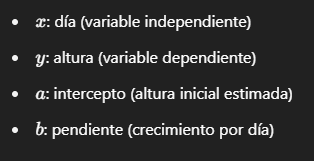 • x: día (variable independiente)
• y: altura (variable dependiente)
• a: intercepto (altura inicial estimada)
• b: pendiente (crecimiento por día)